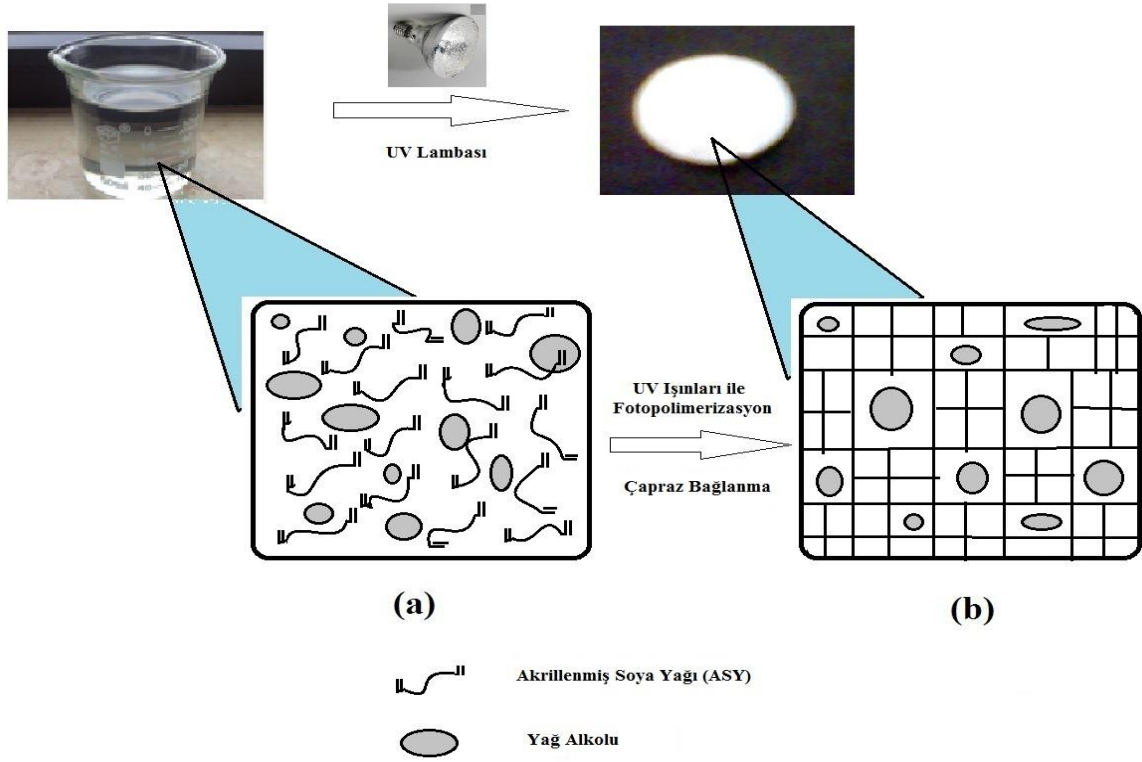 UV Lambası
UV Işınları ile
Fotopolimerizasyon
Çapraz Bağlanma
(a)
(b)
Akrillenmiş Soya Yağı (ASY)
Yağ Alkolu